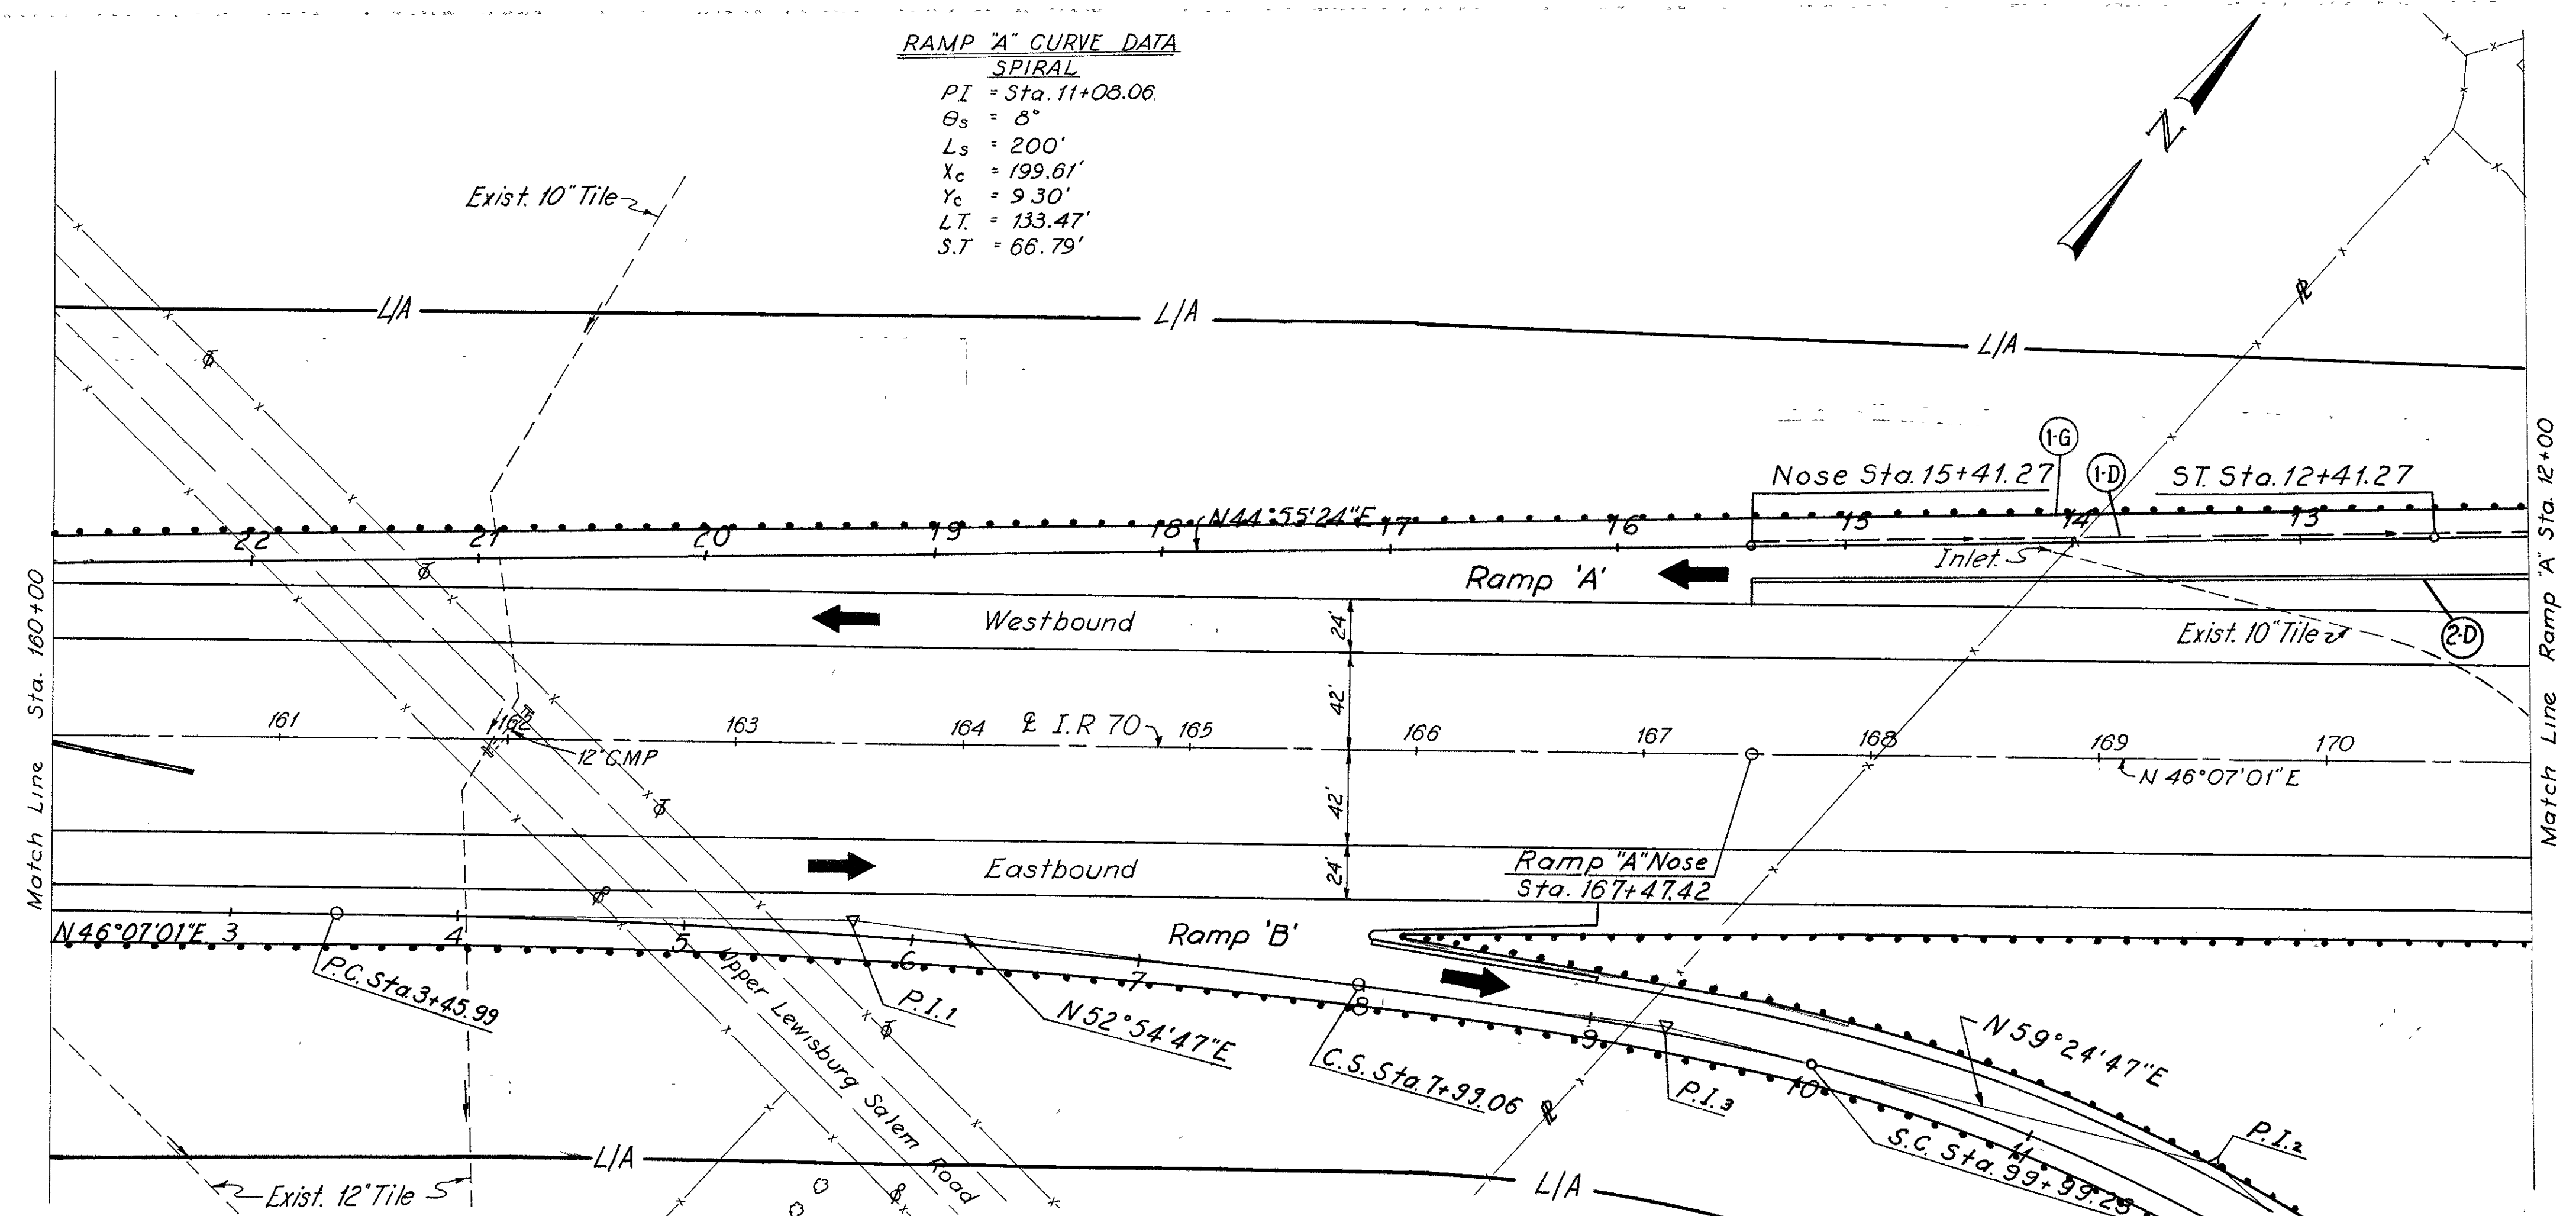 RAMP "A" CURVE DATA
SPIRAL
PI = Sta. 11+08.06
θs = 8°
Ls = 200'
Xc = 199.61'
Yc = 9 30'
LT. = 133.47'
S.T = 66.79'
N
Exist. 10" Tile
L/A
L/A
L/A
℄
1-G
1-D
Nose Sta. 15+41.27
ST. Sta. 12+41.27
N44°55'24"E
22
21
20
19
18
17
16
15
14
13
Inlet
Ramp 'A'
Westbound
24'
Exist. 10" Tile
2-D
Match Line Sta. 160+00
Match Line Ramp "A" Sta. 12+00
42'
161
162
163
164
℄ I.R 70
165
166
167
168
169
170
12" CMP
N 46°07'01"E
42'
Eastbound
24'
Ramp "A" Nose
Sta. 167+47.42
N46°07'01"E
3
4
5
6
7
8
9
10
11
Ramp 'B'
P.C. Sta 3+45.99
P.I.1
N52°54'47"E
C.S. Sta. 7+99.06
P.I.3
N59°24'47"E
P.I.2
S.C. Sta. 99+99.23
Upper Lewisburg Salem Road
L/A
L/A
Exist. 12" Tile